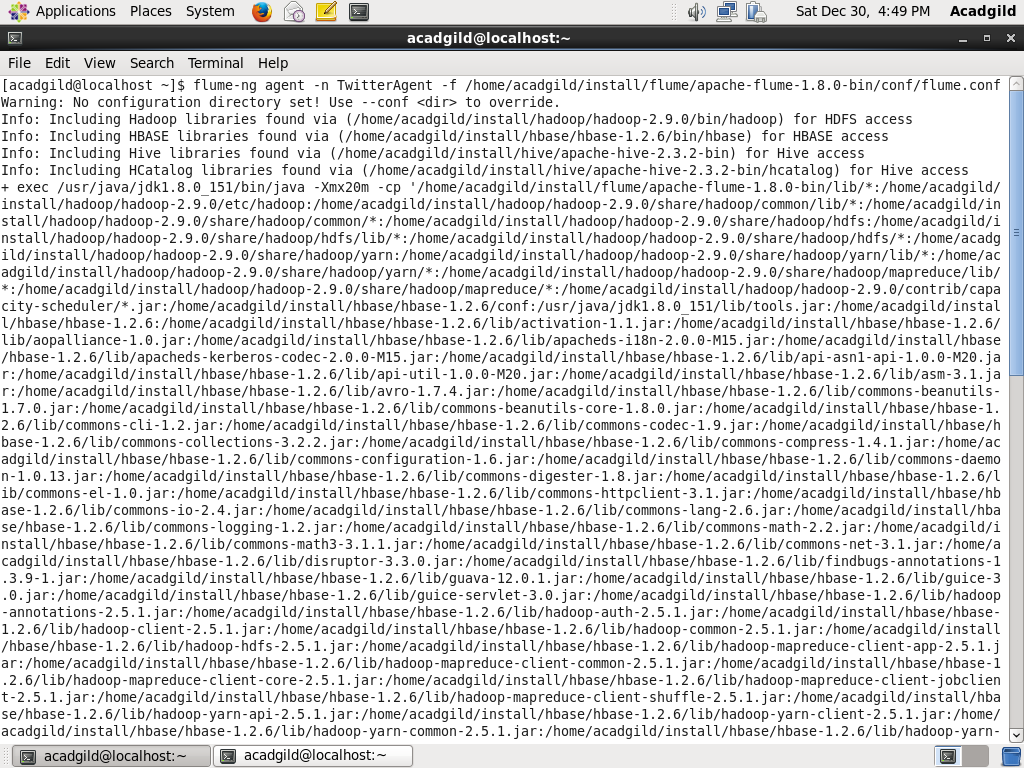 Applications Places System Sat Dec 30, 4:49 PM Acadgild
acadgild@localhost:~
File Edit View Search Terminal Help
[acadgild@localhost ~]$ flume-ng agent -n TwitterAgent -f /home/acadgild/install/flume/apache-flume-1.8.0-bin/conf/flume.conf
Warning: No configuration directory set! Use --conf <dir> to override.
Info: Including Hadoop libraries found via (/home/acadgild/install/hadoop/hadoop-2.9.0/bin/hadoop) for HDFS access
Info: Including HBASE libraries found via (/home/acadgild/install/hbase/hbase-1.2.6/bin/hbase) for HBASE access
Info: Including Hive libraries found via (/home/acadgild/install/hive/apache-hive-2.3.2-bin) for Hive access
Info: Including HCatalog libraries found via (/home/acadgild/install/hive/apache-hive-2.3.2-bin/hcatalog) for Hive access
+ exec /usr/java/jdk1.8.0_151/bin/java -Xmx20m -cp '/home/acadgild/install/flume/apache-flume-1.8.0-bin/lib/*:/home/acadgild/
install/hadoop/hadoop-2.9.0/etc/hadoop:/home/acadgild/install/hadoop/hadoop-2.9.0/share/hadoop/common/lib/*:/home/acadgild/in
stall/hadoop/hadoop-2.9.0/share/hadoop/common/*:/home/acadgild/install/hadoop/hadoop-2.9.0/share/hadoop/hdfs:/home/acadgild/i
nstall/hadoop/hadoop-2.9.0/share/hadoop/hdfs/lib/*:/home/acadgild/install/hadoop/hadoop-2.9.0/share/hadoop/hdfs/*:/home/acadg
ild/install/hadoop/hadoop-2.9.0/share/hadoop/yarn:/home/acadgild/install/hadoop/hadoop-2.9.0/share/hadoop/yarn/lib/*:/home/ac
adgild/install/hadoop/hadoop-2.9.0/share/hadoop/yarn/*:/home/acadgild/install/hadoop/hadoop-2.9.0/share/hadoop/mapreduce/lib/
*:/home/acadgild/install/hadoop/hadoop-2.9.0/share/hadoop/mapreduce/*:/home/acadgild/install/hadoop/hadoop-2.9.0/contrib/capa
city-scheduler/*.jar:/home/acadgild/install/hbase/hbase-1.2.6/conf:/usr/java/jdk1.8.0_151/lib/tools.jar:/home/acadgild/instal
l/hbase/hbase-1.2.6:/home/acadgild/install/hbase/hbase-1.2.6/lib/activation-1.1.jar:/home/acadgild/install/hbase/hbase-1.2.6/
lib/aopalliance-1.0.jar:/home/acadgild/install/hbase/hbase-1.2.6/lib/apacheds-i18n-2.0.0-M15.jar:/home/acadgild/install/hbase
/hbase-1.2.6/lib/apacheds-kerberos-codec-2.0.0-M15.jar:/home/acadgild/install/hbase/hbase-1.2.6/lib/api-asn1-api-1.0.0-M20.ja
r:/home/acadgild/install/hbase/hbase-1.2.6/lib/api-util-1.0.0-M20.jar:/home/acadgild/install/hbase/hbase-1.2.6/lib/asm-3.1.ja
r:/home/acadgild/install/hbase/hbase-1.2.6/lib/avro-1.7.4.jar:/home/acadgild/install/hbase/hbase-1.2.6/lib/commons-beanutils-
1.7.0.jar:/home/acadgild/install/hbase/hbase-1.2.6/lib/commons-beanutils-core-1.8.0.jar:/home/acadgild/install/hbase/hbase-1.
2.6/lib/commons-cli-1.2.jar:/home/acadgild/install/hbase/hbase-1.2.6/lib/commons-codec-1.9.jar:/home/acadgild/install/hbase/h
base-1.2.6/lib/commons-collections-3.2.2.jar:/home/acadgild/install/hbase/hbase-1.2.6/lib/commons-compress-1.4.1.jar:/home/ac
adgild/install/hbase/hbase-1.2.6/lib/commons-configuration-1.6.jar:/home/acadgild/install/hbase/hbase-1.2.6/lib/commons-daemo
n-1.0.13.jar:/home/acadgild/install/hbase/hbase-1.2.6/lib/commons-digester-1.8.jar:/home/acadgild/install/hbase/hbase-1.2.6/l
ib/commons-el-1.0.jar:/home/acadgild/install/hbase/hbase-1.2.6/lib/commons-httpclient-3.1.jar:/home/acadgild/install/hbase/hb
ase-1.2.6/lib/commons-io-2.4.jar:/home/acadgild/install/hbase/hbase-1.2.6/lib/commons-lang-2.6.jar:/home/acadgild/install/hba
se/hbase-1.2.6/lib/commons-logging-1.2.jar:/home/acadgild/install/hbase/hbase-1.2.6/lib/commons-math-2.2.jar:/home/acadgild/i
nstall/hbase/hbase-1.2.6/lib/commons-math3-3.1.1.jar:/home/acadgild/install/hbase/hbase-1.2.6/lib/commons-net-3.1.jar:/home/a
cadgild/install/hbase/hbase-1.2.6/lib/disruptor-3.3.0.jar:/home/acadgild/install/hbase/hbase-1.2.6/lib/findbugs-annotations-1
.3.9-1.jar:/home/acadgild/install/hbase/hbase-1.2.6/lib/guava-12.0.1.jar:/home/acadgild/install/hbase/hbase-1.2.6/lib/guice-3
.0.jar:/home/acadgild/install/hbase/hbase-1.2.6/lib/guice-servlet-3.0.jar:/home/acadgild/install/hbase/hbase-1.2.6/lib/hadoop
-annotations-2.5.1.jar:/home/acadgild/install/hbase/hbase-1.2.6/lib/hadoop-auth-2.5.1.jar:/home/acadgild/install/hbase/hbase-
1.2.6/lib/hadoop-client-2.5.1.jar:/home/acadgild/install/hbase/hbase-1.2.6/lib/hadoop-common-2.5.1.jar:/home/acadgild/install
/hbase/hbase-1.2.6/lib/hadoop-hdfs-2.5.1.jar:/home/acadgild/install/hbase/hbase-1.2.6/lib/hadoop-mapreduce-client-app-2.5.1.j
ar:/home/acadgild/install/hbase/hbase-1.2.6/lib/hadoop-mapreduce-client-common-2.5.1.jar:/home/acadgild/install/hbase/hbase-1
.2.6/lib/hadoop-mapreduce-client-core-2.5.1.jar:/home/acadgild/install/hbase/hbase-1.2.6/lib/hadoop-mapreduce-client-jobclien
t-2.5.1.jar:/home/acadgild/install/hbase/hbase-1.2.6/lib/hadoop-mapreduce-client-shuffle-2.5.1.jar:/home/acadgild/install/hba
se/hbase-1.2.6/lib/hadoop-yarn-api-2.5.1.jar:/home/acadgild/install/hbase/hbase-1.2.6/lib/hadoop-yarn-client-2.5.1.jar:/home/
acadgild/install/hbase/hbase-1.2.6/lib/hadoop-yarn-common-2.5.1.jar:/home/acadgild/install/hbase/hbase-1.2.6/lib/hadoop-yarn-
acadgild@localhost:~ acadgild@localhost:~